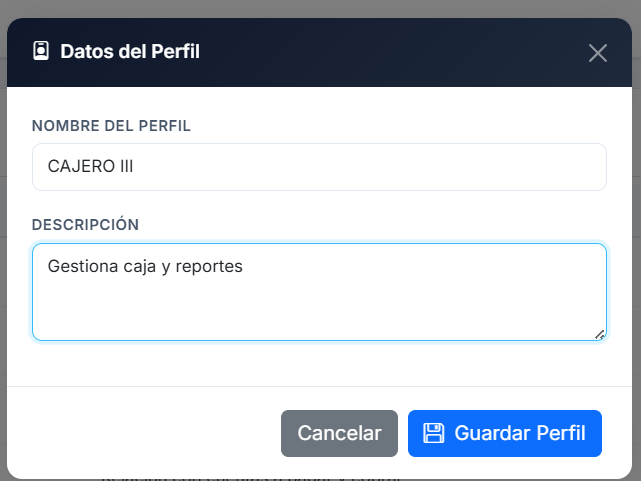 Datos del Perfil
NOMBRE DEL PERFIL
CAJERO III
DESCRIPCIÓN
Gestiona caja y reportes
Cancelar
Guardar Perfil